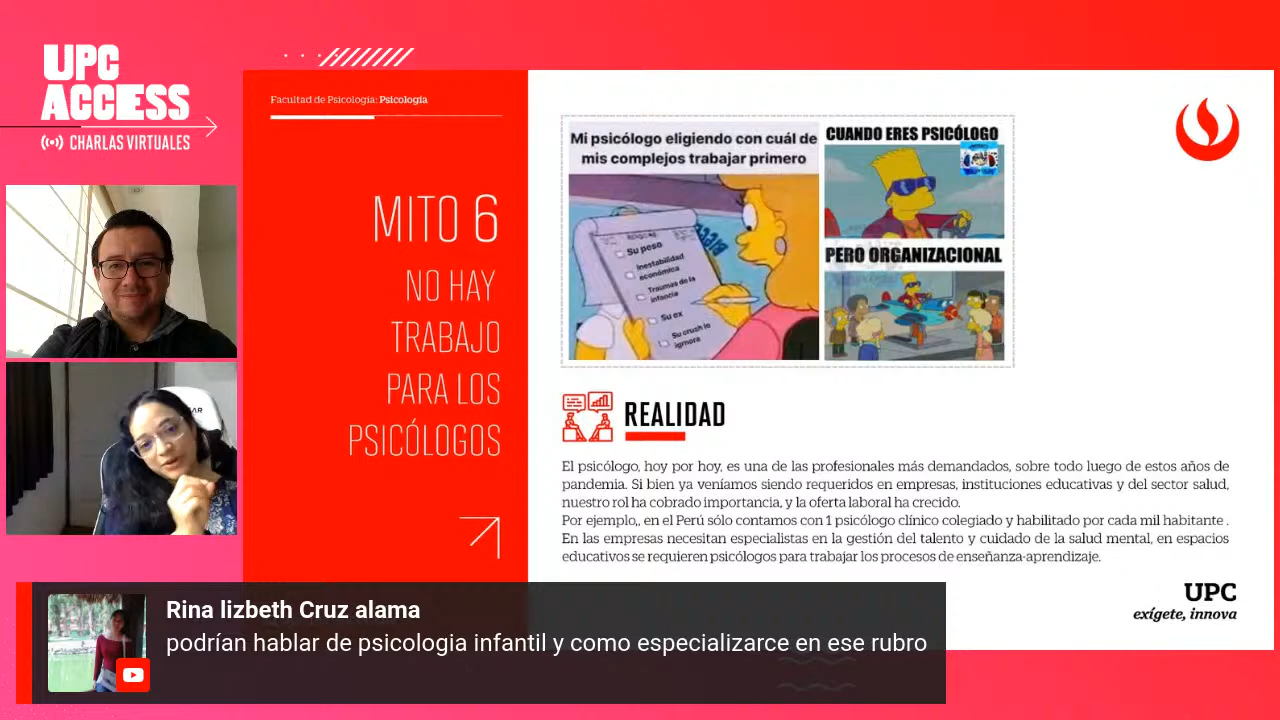 UPC
ACCESS
CHARLAS VIRTUALES
Facultad de Psicología: Psicología
MITO 6
NO HAY
TRABAJO
PARA LOS
PSICÓLOGOS
Mi psicólogo eligiendo con cuál de
mis complejos trabajar primero
Su peso
Inestabilidad
económica
Traumas de la
infancia
Su ex
Su crush lo
ignora
CUANDO ERES PSICÓLOGO
PERO ORGANIZACIONAL
REALIDAD
El psicólogo, hoy por hoy, es una de las profesionales más demandados, sobre todo luego de estos años de
pandemia. Si bien ya veníamos siendo requeridos en empresas, instituciones educativas y del sector salud,
nuestro rol ha cobrado importancia, y la oferta laboral ha crecido.
Por ejemplo,, en el Perú sólo contamos con 1 psicólogo clínico colegiado y habilitado por cada mil habitante .
En las empresas necesitan especialistas en la gestión del talento y cuidado de la salud mental, en espacios
educativos se requieren psicólogos para trabajar los procesos de enseñanza-aprendizaje.
UPC
exígete, innova
Rina lizbeth Cruz alama
podrían hablar de psicologia infantil y como especializarce en ese rubro